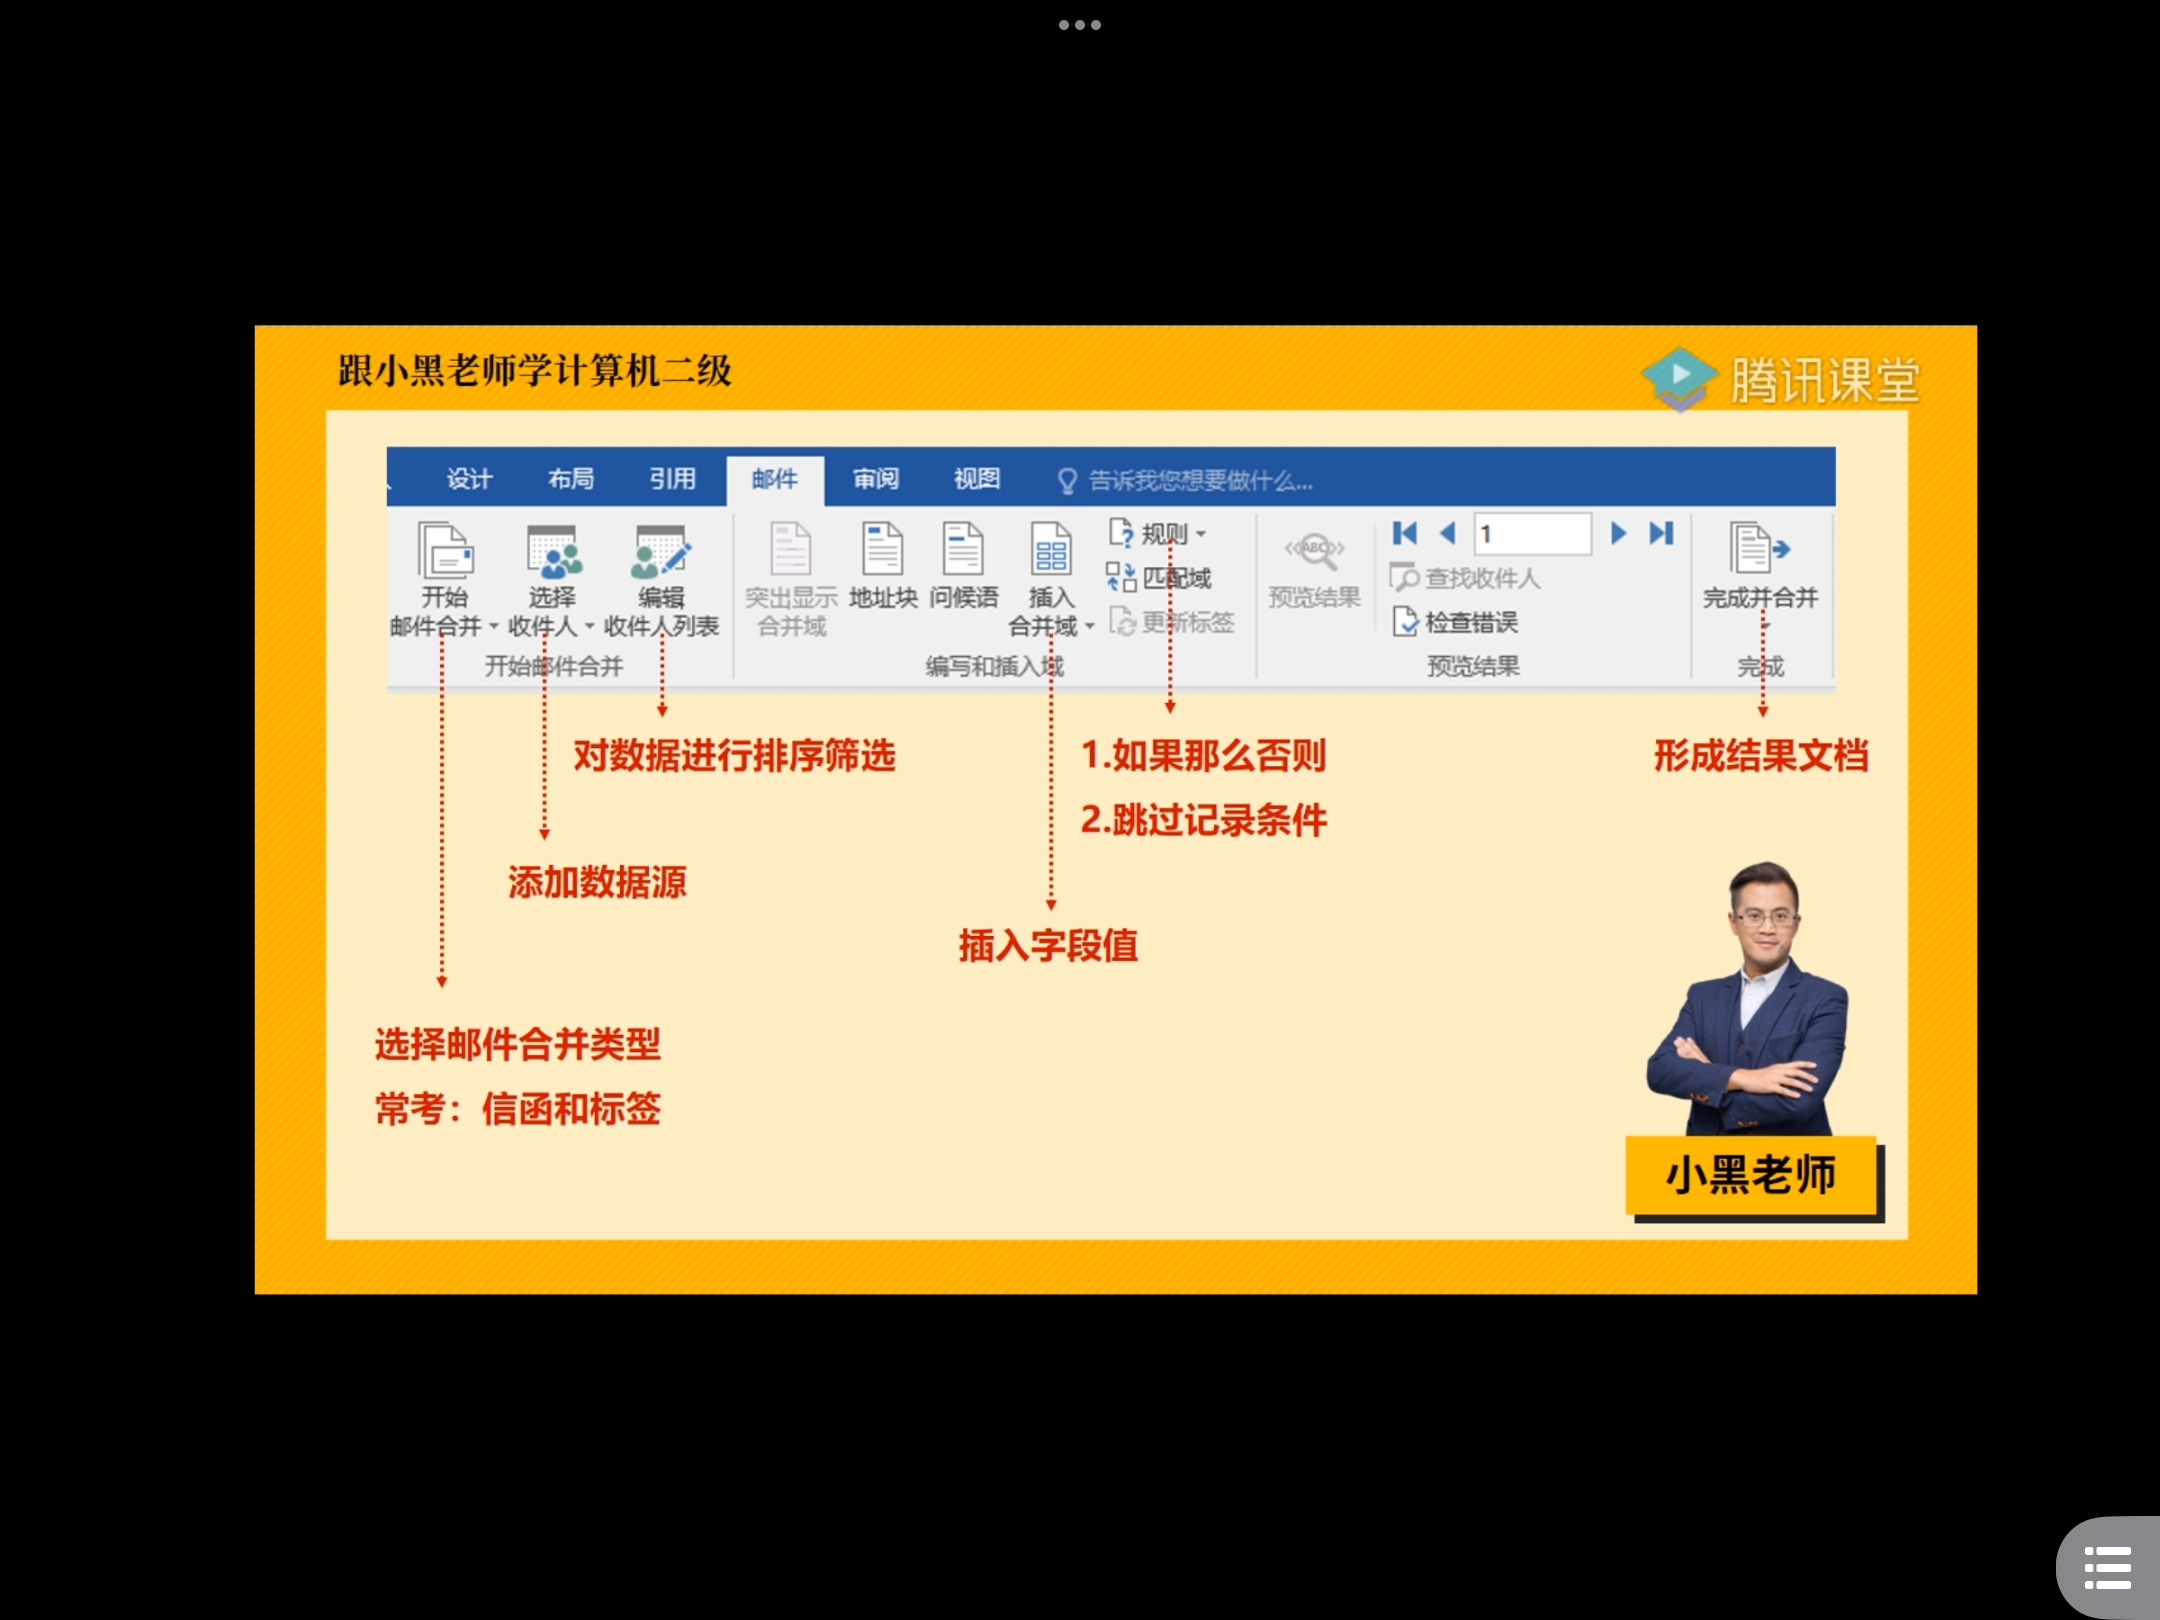 跟小黑老师学计算机二级
腾讯课堂
设计 布局 引用 邮件 审阅 视图 告诉我您想要做什么...
开始
邮件合并
选择
收件人
编辑
收件人列表
开始邮件合并
突出显示
合并域
地址块
问候语
插入
合并域
规则
匹配域
更新标签
编写和插入域
ABC
预览结果
1
查找收件人
检查错误
预览结果
完成并合并
完成
对数据进行排序筛选
1.如果那么否则
2.跳过记录条件
形成结果文档
添加数据源
插入字段值
选择邮件合并类型
常考：信函和标签
小黑老师